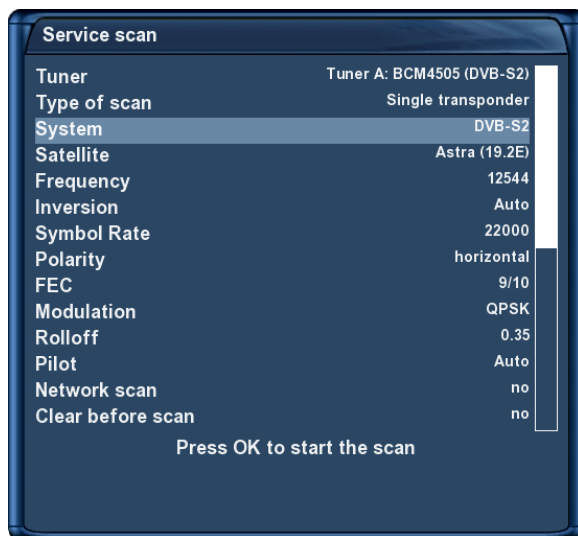 Service scan
Tuner Tuner A: BCM4505 (DVB-S2)
Type of scan Single transponder
System DVB-S2
Satellite Astra (19.2E)
Frequency 12544
Inversion Auto
Symbol Rate 22000
Polarity horizontal
FEC 9/10
Modulation QPSK
Rolloff 0.35
Pilot Auto
Network scan no
Clear before scan no
Press OK to start the scan